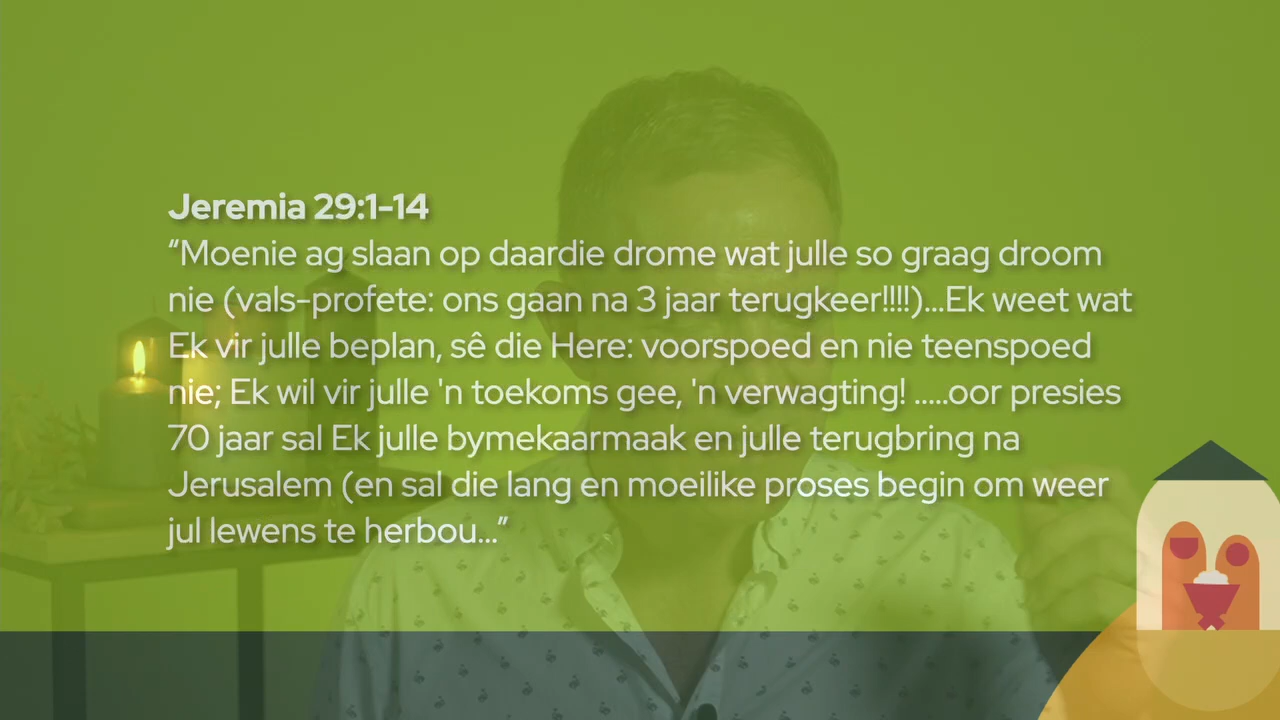 Jeremia 29:1-14
“Moenie ag slaan op daardie drome wat julle so graag droom
nie (vals-profete: ons gaan na 3 jaar terugkeer!!!!)...Ek weet wat
Ek vir julle beplan, sê die Here: voorspoed en nie teenspoed
nie; Ek wil vir julle 'n toekoms gee, 'n verwagting! .....oor presies
70 jaar sal Ek julle bymekaarmaak en julle terugbring na
Jerusalem (en sal die lang en moeilike proses begin om weer
jul lewens te herbou...”